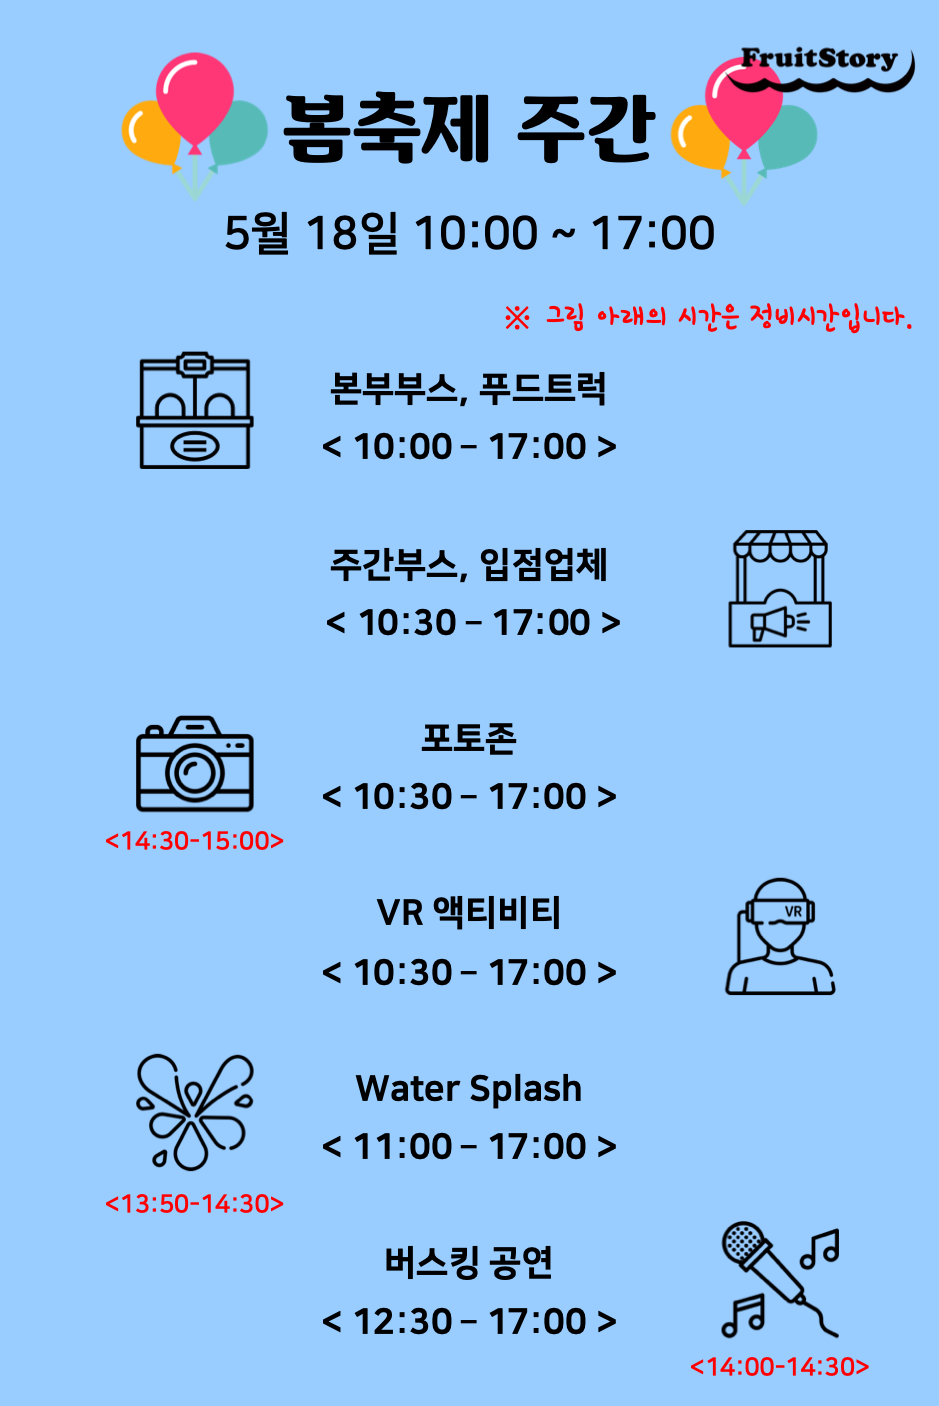 FruitStory
봄축제 주간
5월 18일 10:00 ~ 17:00
※ 그림 아래의 시간은 정비시간입니다.
본부부스, 푸드트럭
< 10:00 – 17:00 >
주간부스, 입점업체
< 10:30 – 17:00 >
포토존
< 10:30 – 17:00 >
<14:30-15:00>
VR 액티비티
< 10:30 – 17:00 >
VR
Water Splash
< 11:00 – 17:00 >
<13:50-14:30>
버스킹 공연
< 12:30 – 17:00 >
<14:00-14:30>